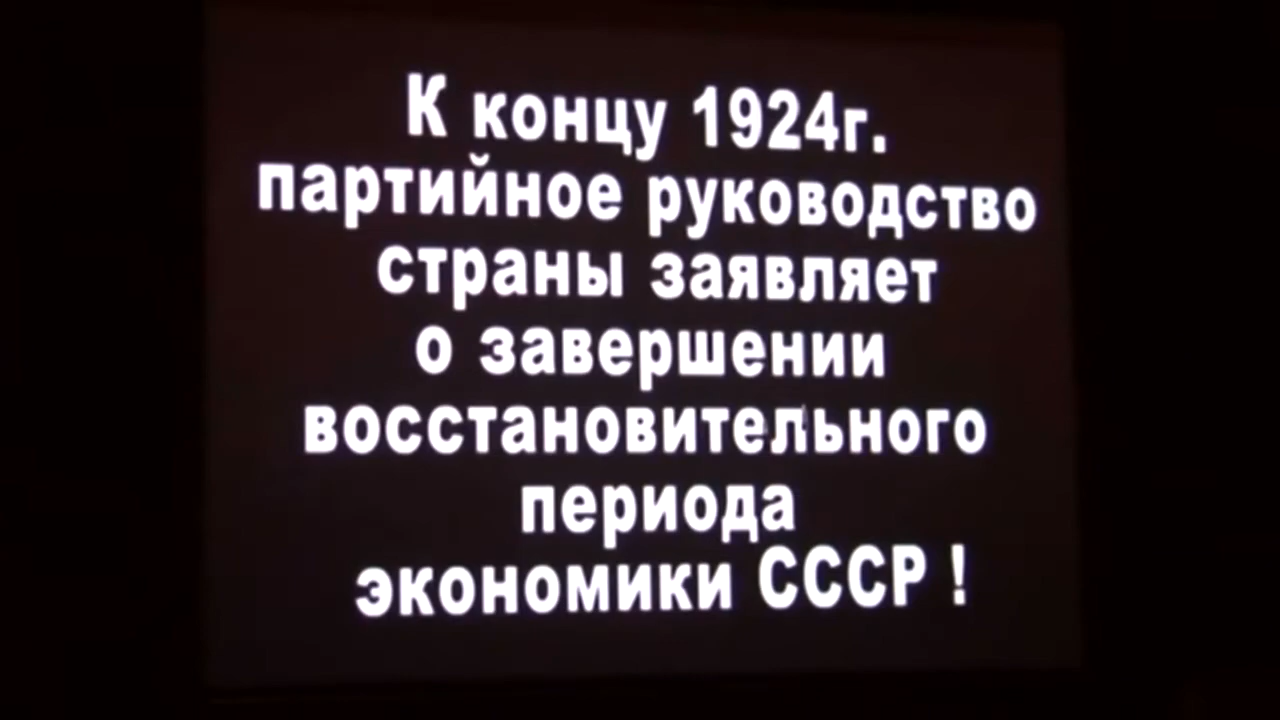 К концу 1924г.
партийное руководство
страны заявляет
о завершении
восстановительного
периода
экономики СССР !